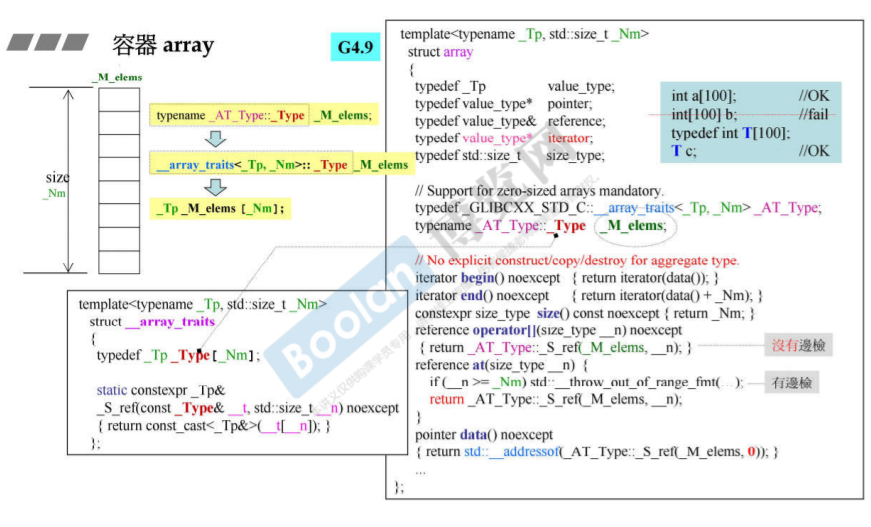 容器 array
G4.9
_M_elems
size
_Nm
typename _AT_Type::_Type _M_elems;
__array_traits<_Tp, _Nm>:: _Type _M_elems
_Tp _M_elems [_Nm];
template<typename _Tp, std::size_t _Nm>
struct __array_traits
{
typedef _Tp _Type[_Nm];
static constexpr _Tp&
_S_ref(const _Type& __t, std::size_t __n) noexcept
{ return const_cast<_Tp&>(__t[__n]); }
};
template<typename _Tp, std::size_t _Nm>
struct array
{
typedef _Tp value_type;
typedef value_type* pointer;
typedef value_type& reference;
typedef value_type* iterator;
typedef std::size_t size_type;
int a[100]; //OK
int[100] b; //fail
typedef int T[100];
T c; //OK
// Support for zero-sized arrays mandatory.
typedef _GLIBCXX_STD_C::__array_traits<_Tp, _Nm> _AT_Type;
typename _AT_Type::_Type _M_elems;
// No explicit construct/copy/destroy for aggregate type.
iterator begin() noexcept { return iterator(data()); }
iterator end() noexcept { return iterator(data() + _Nm); }
constexpr size_type size() const noexcept { return _Nm; }
reference operator[](size_type __n) noexcept
{ return _AT_Type::_S_ref(_M_elems, __n); }
沒有邊檢
reference at(size_type __n) {
if (__n >= _Nm) std::__throw_out_of_range_fmt(...);
有邊檢
return _AT_Type::_S_ref(_M_elems, __n);
}
pointer data() noexcept
{ return std::__addressof(_AT_Type::_S_ref(_M_elems, 0)); }
...
};
Boolan 博览网